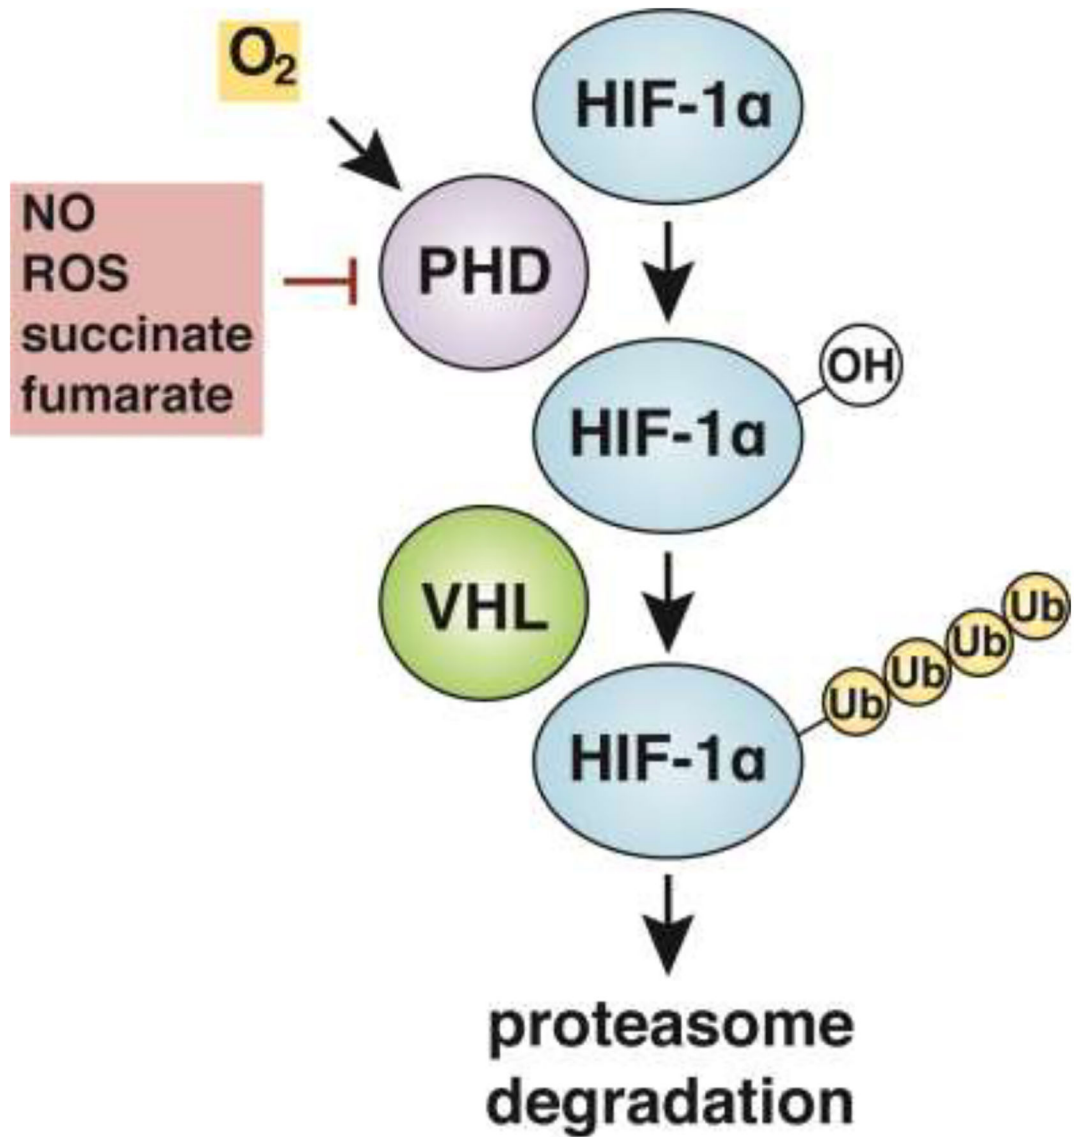 O₂
HIF-1α
NO
ROS
succinate
fumarate
PHD
OH
HIF-1α
VHL
Ub
Ub
Ub
Ub
HIF-1α
proteasome
degradation